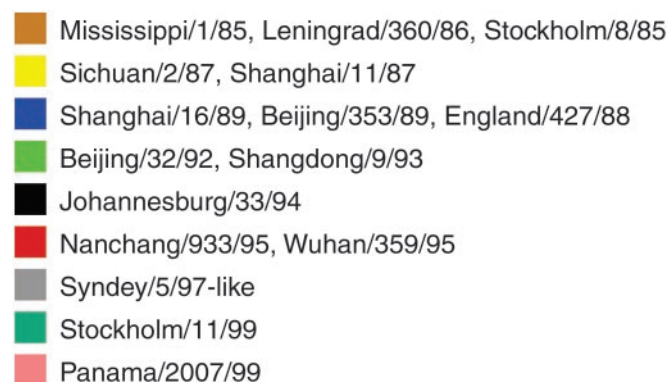 Mississippi/1/85, Leningrad/360/86, Stockholm/8/85
Sichuan/2/87, Shanghai/11/87
Shanghai/16/89, Beijing/353/89, England/427/88
Beijing/32/92, Shangdong/9/93
Johannesburg/33/94
Nanchang/933/95, Wuhan/359/95
Syndey/5/97-like
Stockholm/11/99
Panama/2007/99